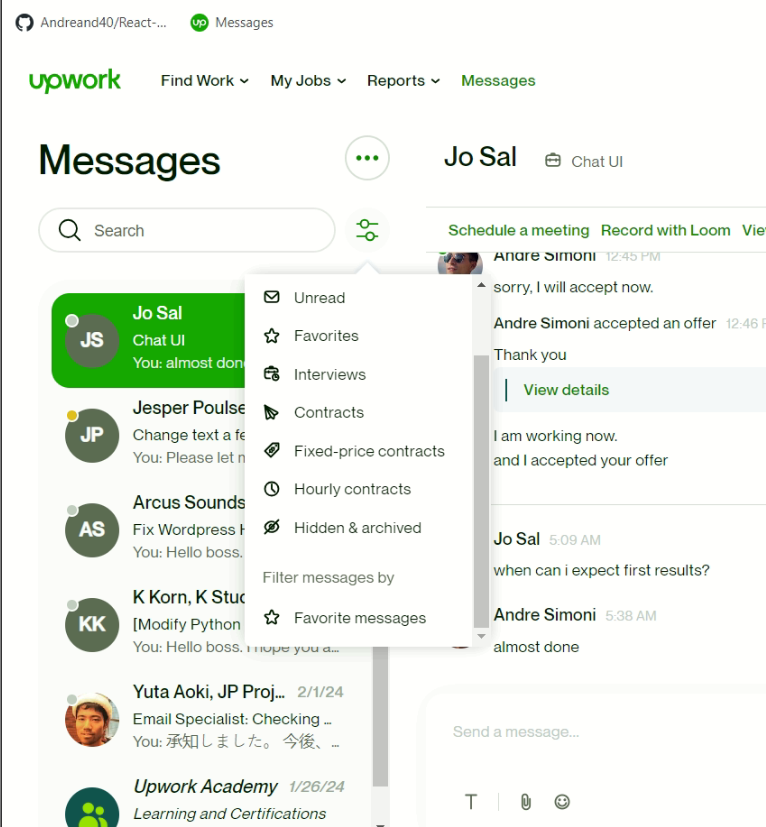 Andreand40/React-...
up Messages
upwork
Find Work My Jobs Reports Messages
Messages
Search
Unread
Favorites
Interviews
Contracts
Fixed-price contracts
Hourly contracts
Hidden & archived
Filter messages by
Favorite messages
JS
Jo Sal
Chat UI
You: almost done
JP
Jesper Poulse
Change text a fe
You: Please let m
AS
Arcus Sounds
Fix Wordpress H
You: Hello boss.
KK
K Korn, K Stud
[Modify Python
You: Hello boss. I hope you a...
Yuta Aoki, JP Proj... 2/1/24
Email Specialist: Checking ...
You: 承知しました。 今後、...
Upwork Academy 1/26/24
Learning and Certifications
Jo Sal Chat UI
Schedule a meeting Record with Loom Vie
Andre Simoni 12:45 PM
sorry, I will accept now.
Andre Simoni accepted an offer 12:46 P
Thank you
View details
I am working now.
and I accepted your offer
Jo Sal 5:09 AM
when can i expect first results?
Andre Simoni 5:38 AM
almost done
Send a message...
T